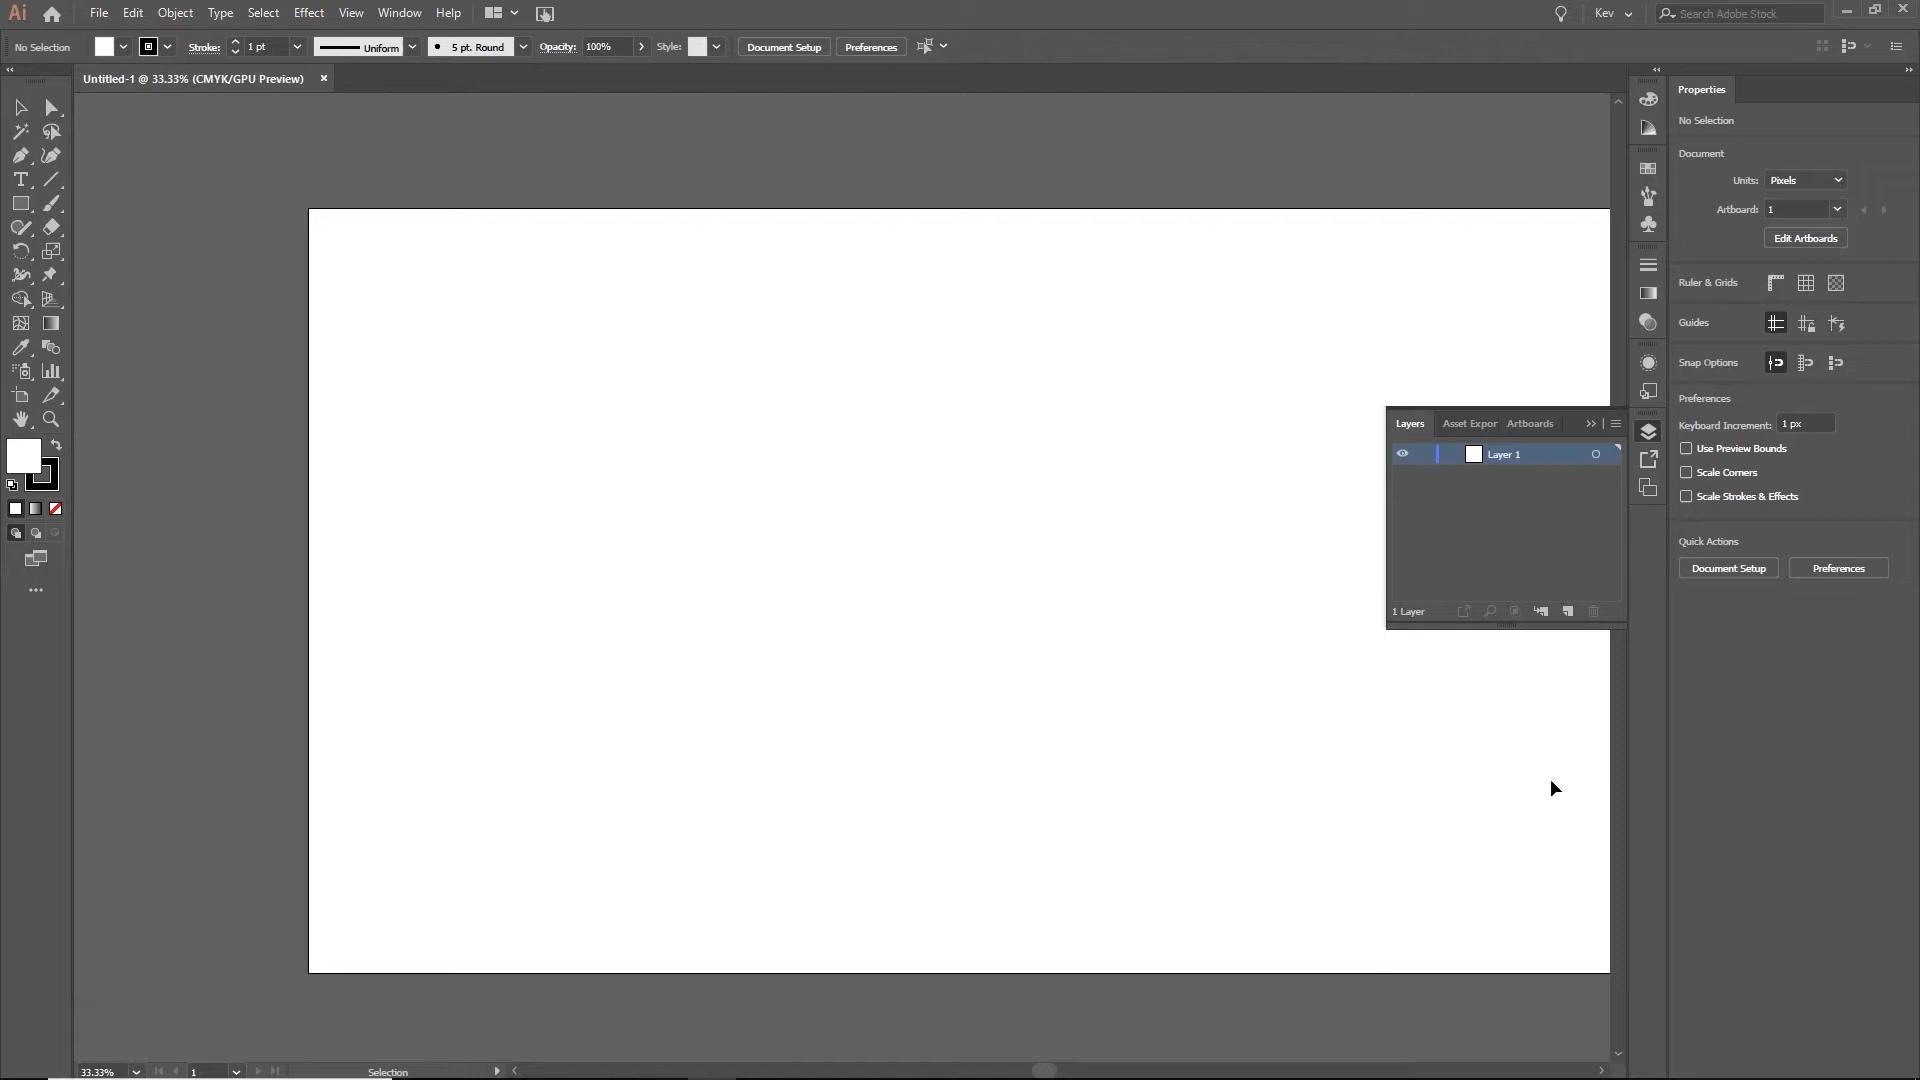 Ai File Edit Object Type Select Effect View Window Help Kev Search Adobe Stock
No Selection Stroke: 1 pt Uniform 5 pt. Round Opacity: 100% Style: Document Setup Preferences
Untitled-1 @ 33.33% (CMYK/GPU Preview)
Properties
No Selection
Document
Units: Pixels
Artboard: 1
Edit Artboards
Ruler & Grids
Guides
Snap Options
Preferences
Keyboard Increment: 1 px
Use Preview Bounds
Scale Corners
Scale Strokes & Effects
Quick Actions
Document Setup Preferences
Layers Asset Expor Artboards
Layer 1
1 Layer
33.33% 1 Selection